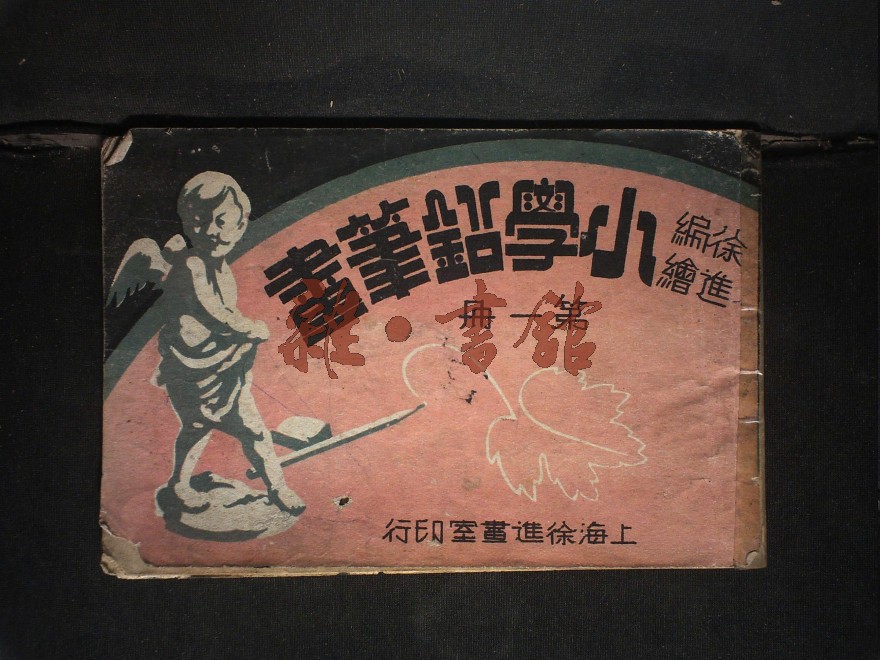 徐進編繪
小學鉛筆畫
第一冊
雜·書館
上海徐進畫室印行